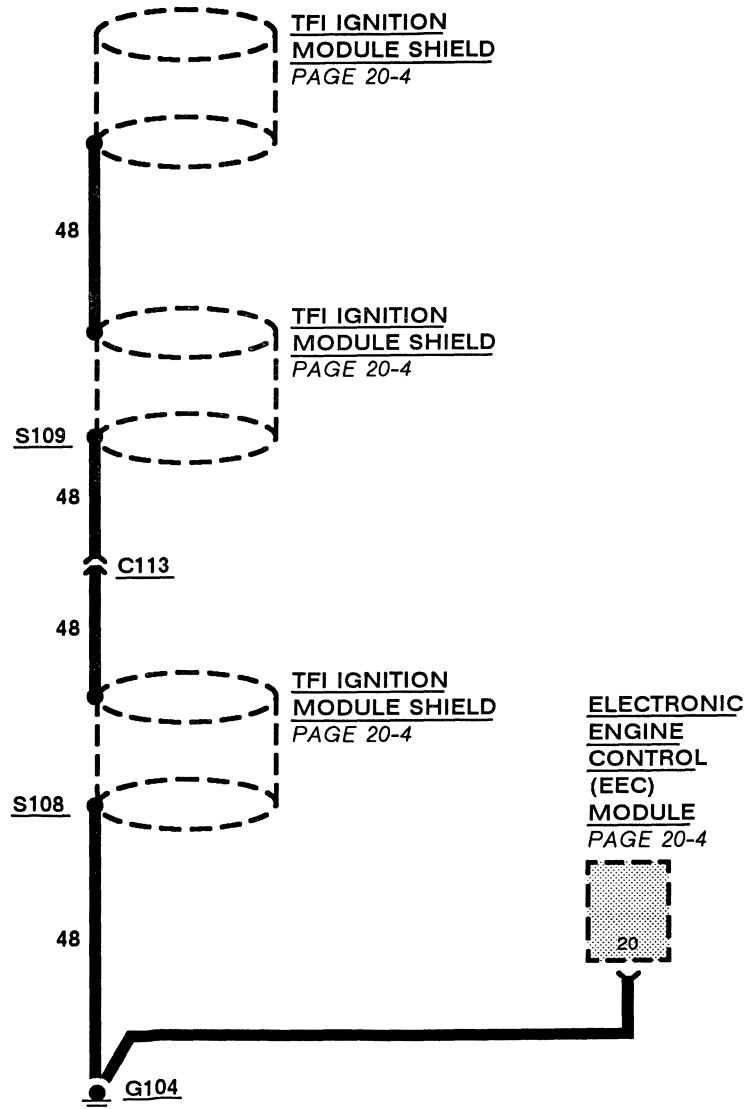 TFI IGNITION
MODULE SHIELD
PAGE 20-4
48
TFI IGNITION
MODULE SHIELD
PAGE 20-4
S109
48
C113
48
TFI IGNITION
MODULE SHIELD
PAGE 20-4
S108
48
ELECTRONIC
ENGINE
CONTROL
(EEC)
MODULE
PAGE 20-4
20
G104